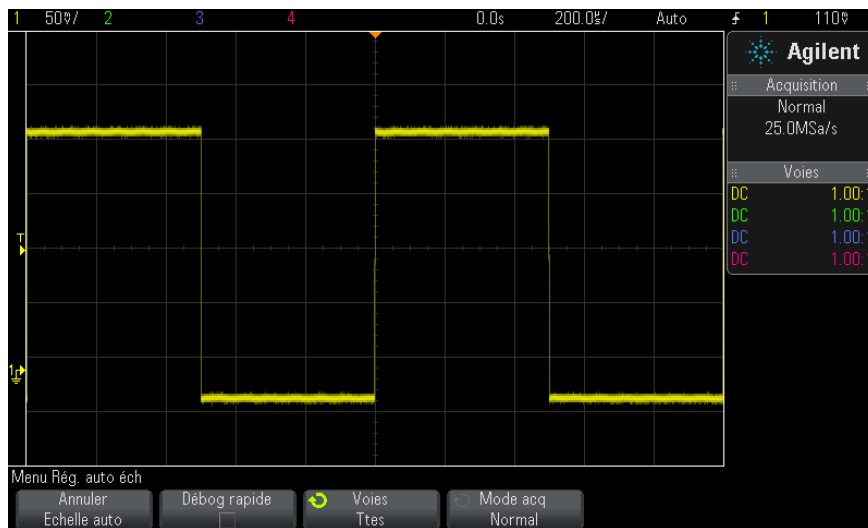 1 50V/ 2 3 4 0.0s 200.0s/ Auto 1 110V
Agilent
Acquisition
Normal
25.0MSa/s
Voies
DC 1.00:
DC 1.00:
DC 1.00:
DC 1.00:
T
1
Menu Rég. auto éch
Annuler
Echelle auto
Débog rapide
Voies
Ttes
Mode acq
Normal